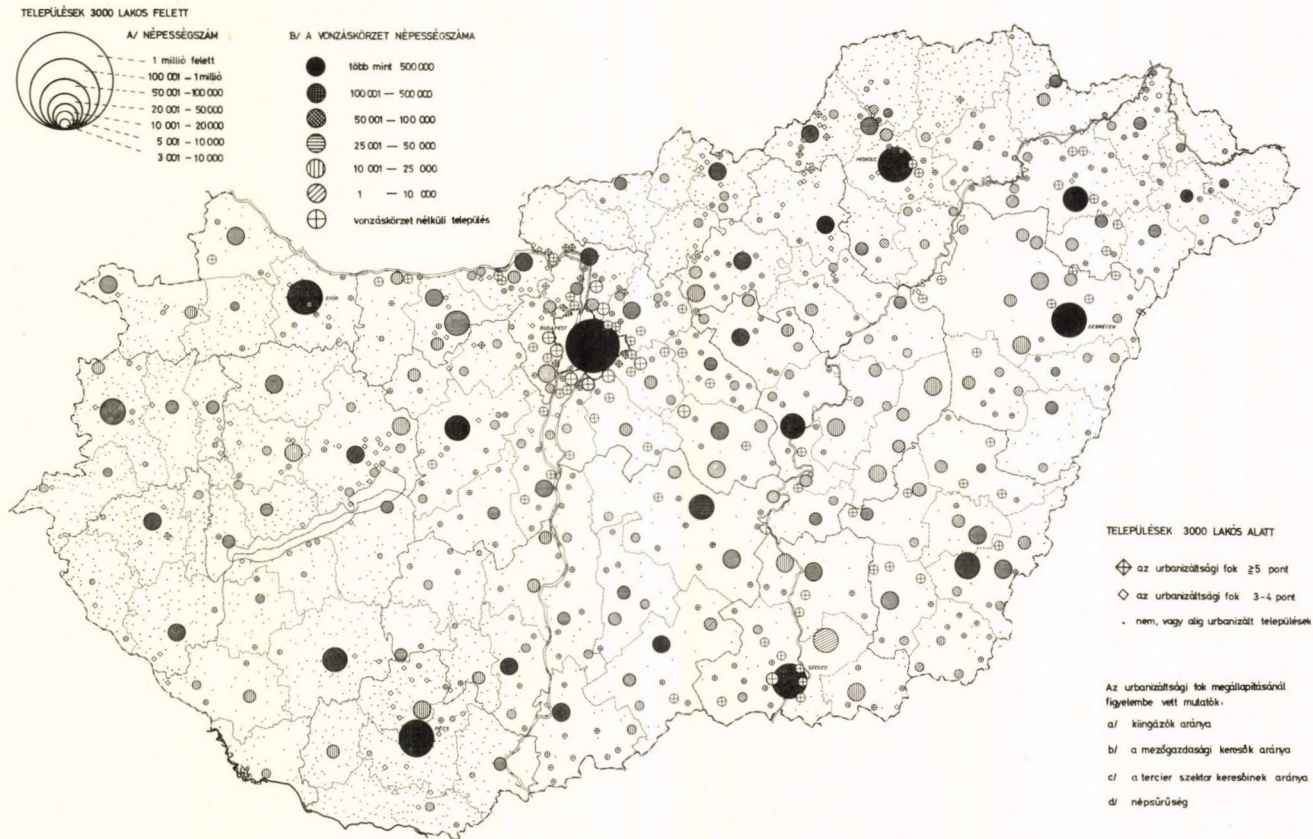 TELEPÜLÉSEK 3000 LAKOS FELETT
A/ NÉPESSÉGSZÁM
1 millió felett
100 001 – 1 millió
50 001 – 100 000
20 001 – 50 000
10 001 – 20 000
5 001 – 10 000
3 001 – 10 000
B/ A VONZÁSKÖRZET NÉPESSÉGSZÁMA
több mint 500 000
100 001 — 500 000
50 001 — 100 000
25 001 — 50 000
10 001 — 25 000
1 — 10 000
vonzáskörzet nélküli település
MISKOLC
GYŐR
BUDAPEST
DEBRECEN
SZEGED
PÉCS
TELEPÜLÉSEK 3000 LAKOS ALATT
az urbanizáltsági fok ≥5 pont
az urbanizáltsági fok 3-4 pont
nem, vagy alig urbanizált települések
Az urbanizáltsági fok megállapításánál
figyelembe vett mutatók:
a/ kiingázók aránya
b/ a mezőgazdasági keresők aránya
c/ a tercier szektor keresőinek aránya
d/ népsűrűség